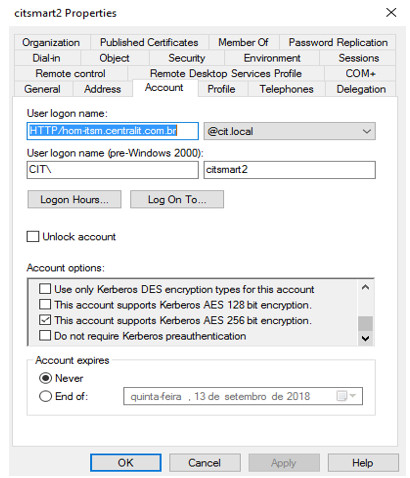 citsmart2 Properties
Organization Published Certificates Member Of Password Replication
Dial-in Object Security Environment Sessions
Remote control Remote Desktop Services Profile COM+
General Address Account Profile Telephones Delegation
User logon name:
HTTP/hom-itsm.centralit.com.br @cit.local
User logon name (pre-Windows 2000):
CIT\ citsmart2
Logon Hours... Log On To...
Unlock account
Account options:
Use only Kerberos DES encryption types for this account
This account supports Kerberos AES 128 bit encryption.
This account supports Kerberos AES 256 bit encryption.
Do not require Kerberos preauthentication
Account expires
Never
End of: quinta-feira , 13 de setembro de 2018
OK Cancel Apply Help